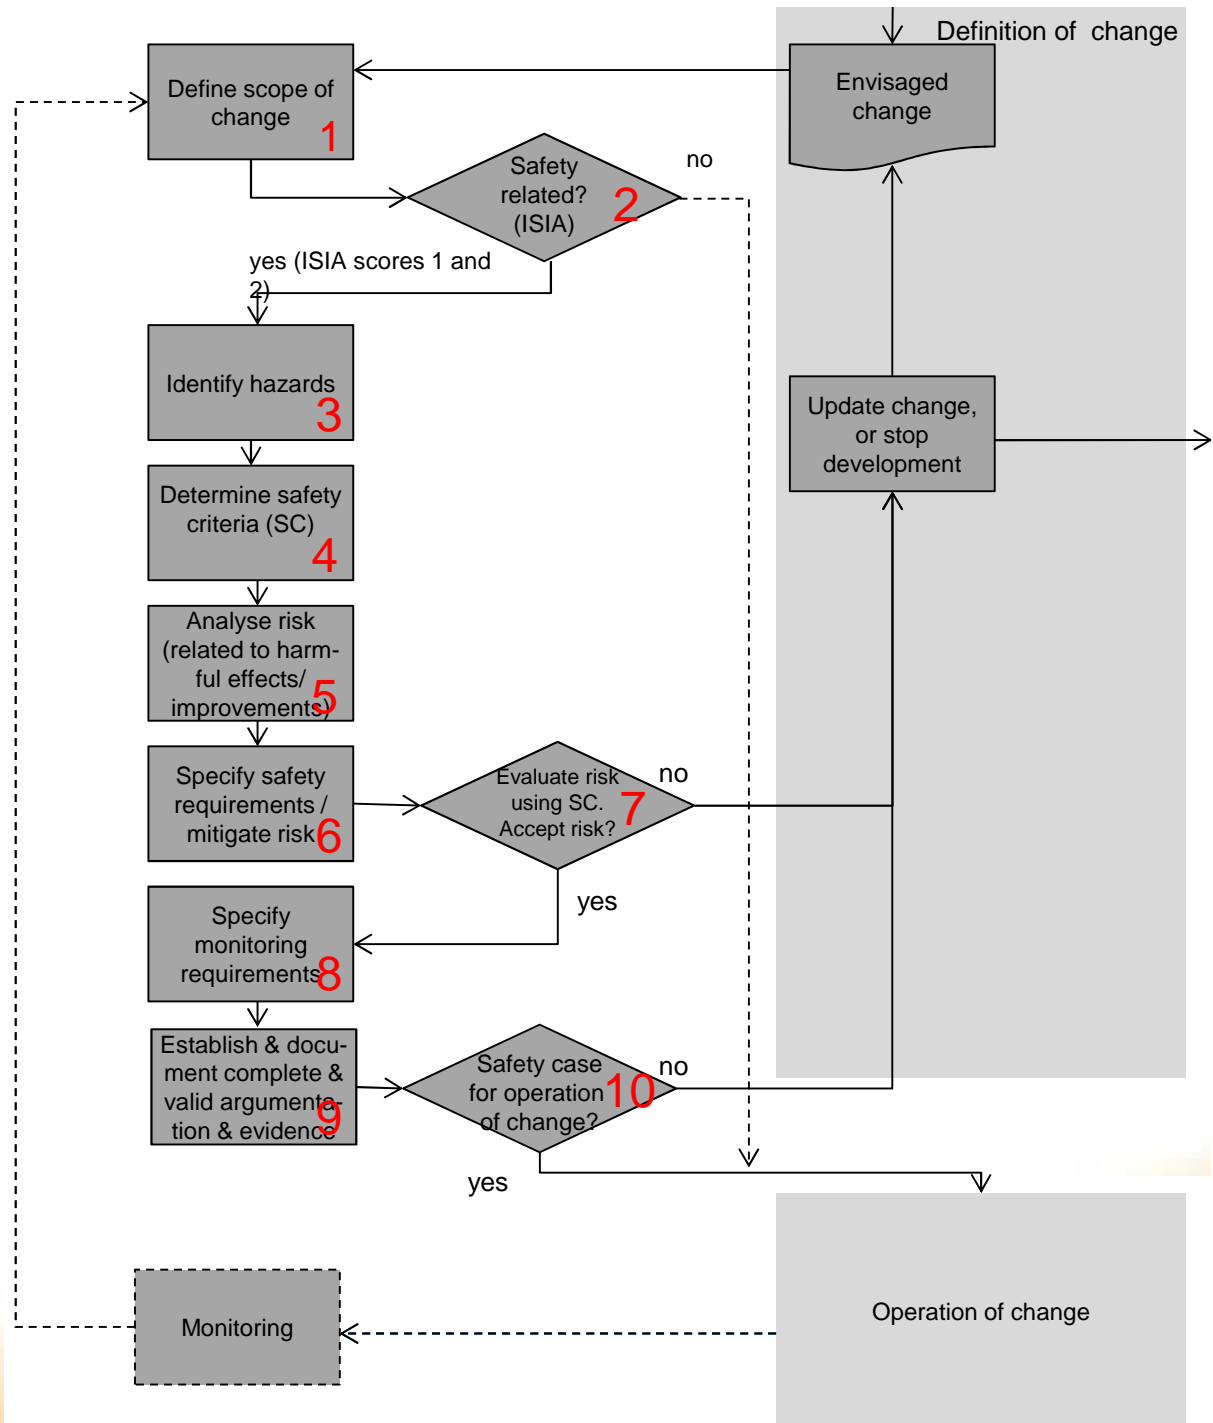 Definition of  change
Define scope of
change
1
Envisaged
change
Safety
related?
(ISIA)
2
no
yes (ISIA scores 1 and
2)
Identify hazards
3
Update change,
or stop
development
Determine safety
criteria (SC)
4
Analyse risk
(related to harm-
ful effects/
improvements)
5
Specify safety
requirements /
mitigate risk
6
Evaluate risk
using SC.
Accept risk?
7
no
yes
Specify
monitoring
requirements
8
Establish & docu-
ment complete &
valid argumenta-
tion & evidence
9
Safety case
for operation
of change?
10
no
yes
Monitoring
Operation of change